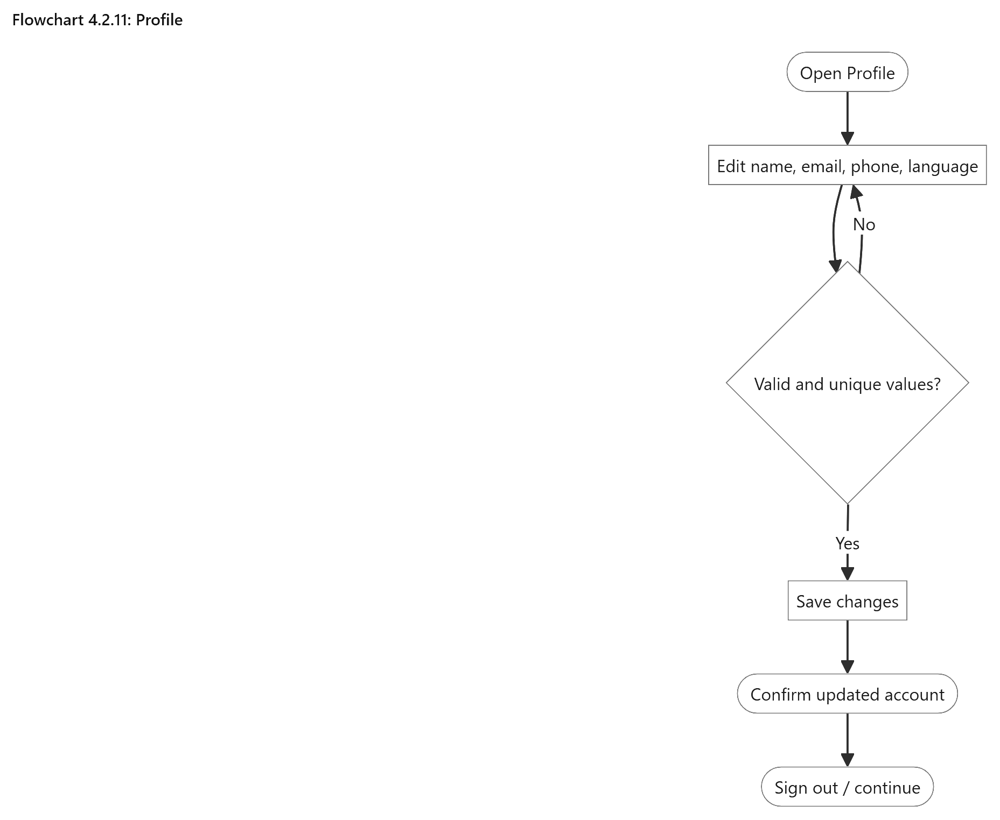 Flowchart 4.2.11: Profile
Open Profile
Edit name, email, phone, language
No
Valid and unique values?
Yes
Save changes
Confirm updated account
Sign out / continue